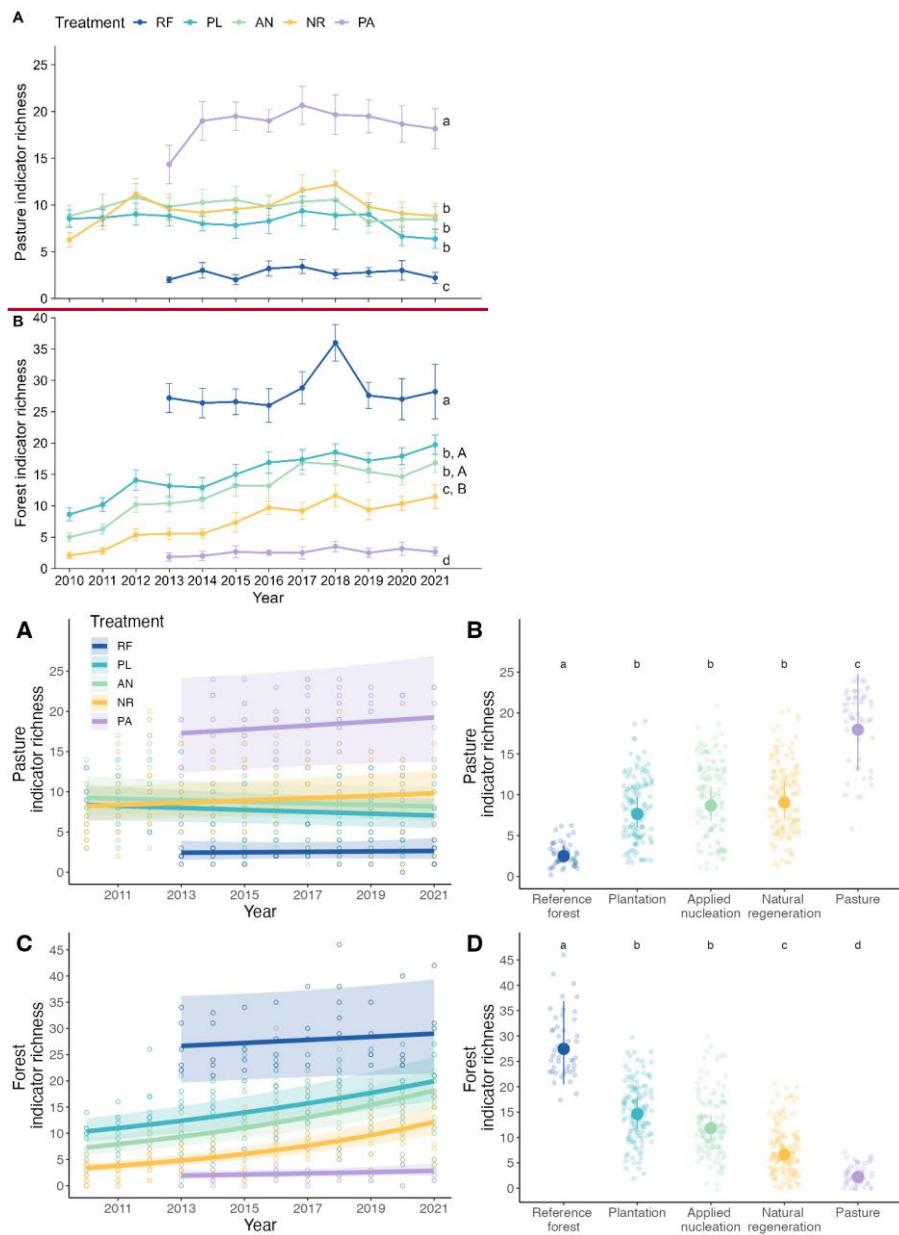 A
Treatment RF PL AN NR PA
Pasture indicator richness
25
20
15
10
5
0
a
b
b
b
c
B
Forest indicator richness
40
35
30
25
20
15
10
5
0
a
b, A
b, A
c, B
d
2010 2011 2012 2013 2014 2015 2016 2017 2018 2019 2020 2021
Year
A
Treatment
RF
PL
AN
NR
PA
Pasture
indicator richness
25
20
15
10
5
0
2011 2013 2015 2017 2019 2021
Year
B
a b b b c
Pasture
indicator richness
25
20
15
10
5
0
Reference forest
Plantation
Applied nucleation
Natural regeneration
Pasture
C
Forest
indicator richness
45
40
35
30
25
20
15
10
5
0
2011 2013 2015 2017 2019 2021
Year
D
a b b c d
Forest
indicator richness
45
40
35
30
25
20
15
10
5
0
Reference forest
Plantation
Applied nucleation
Natural regeneration
Pasture